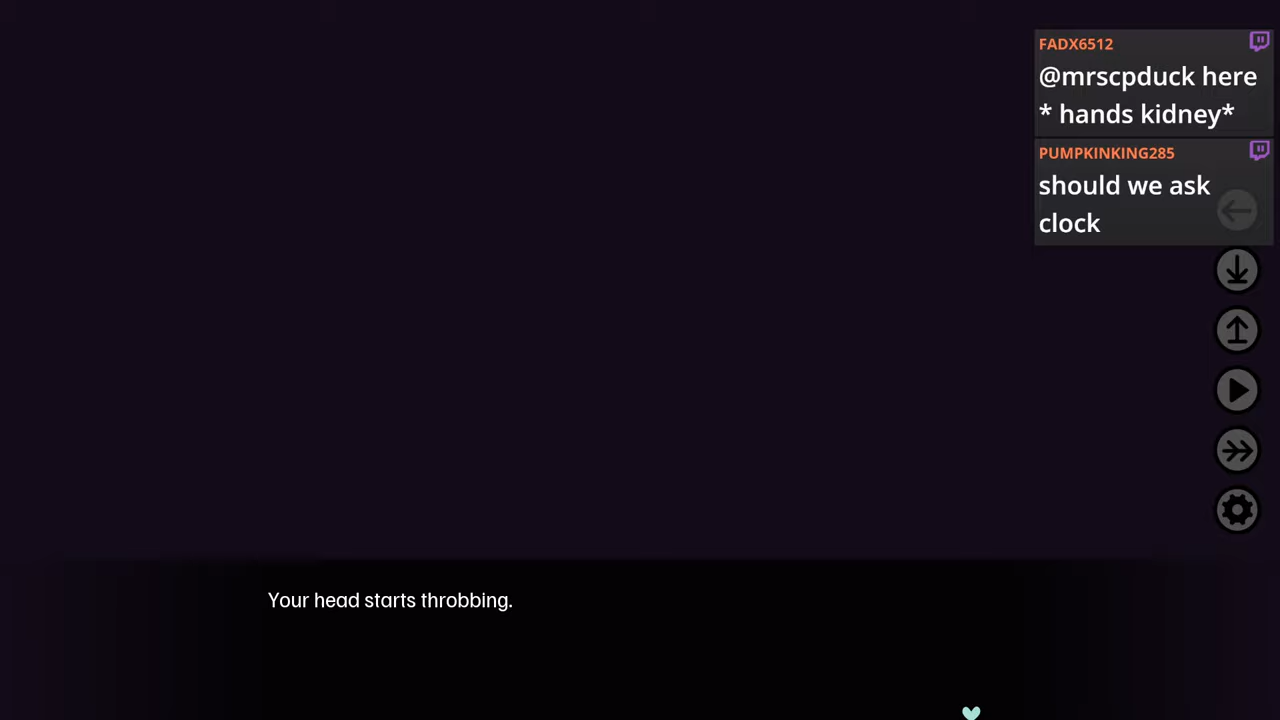 FADX6512
@mrscpduck here
* hands kidney*
PUMPKINKING285
should we ask
clock
Your head starts throbbing.